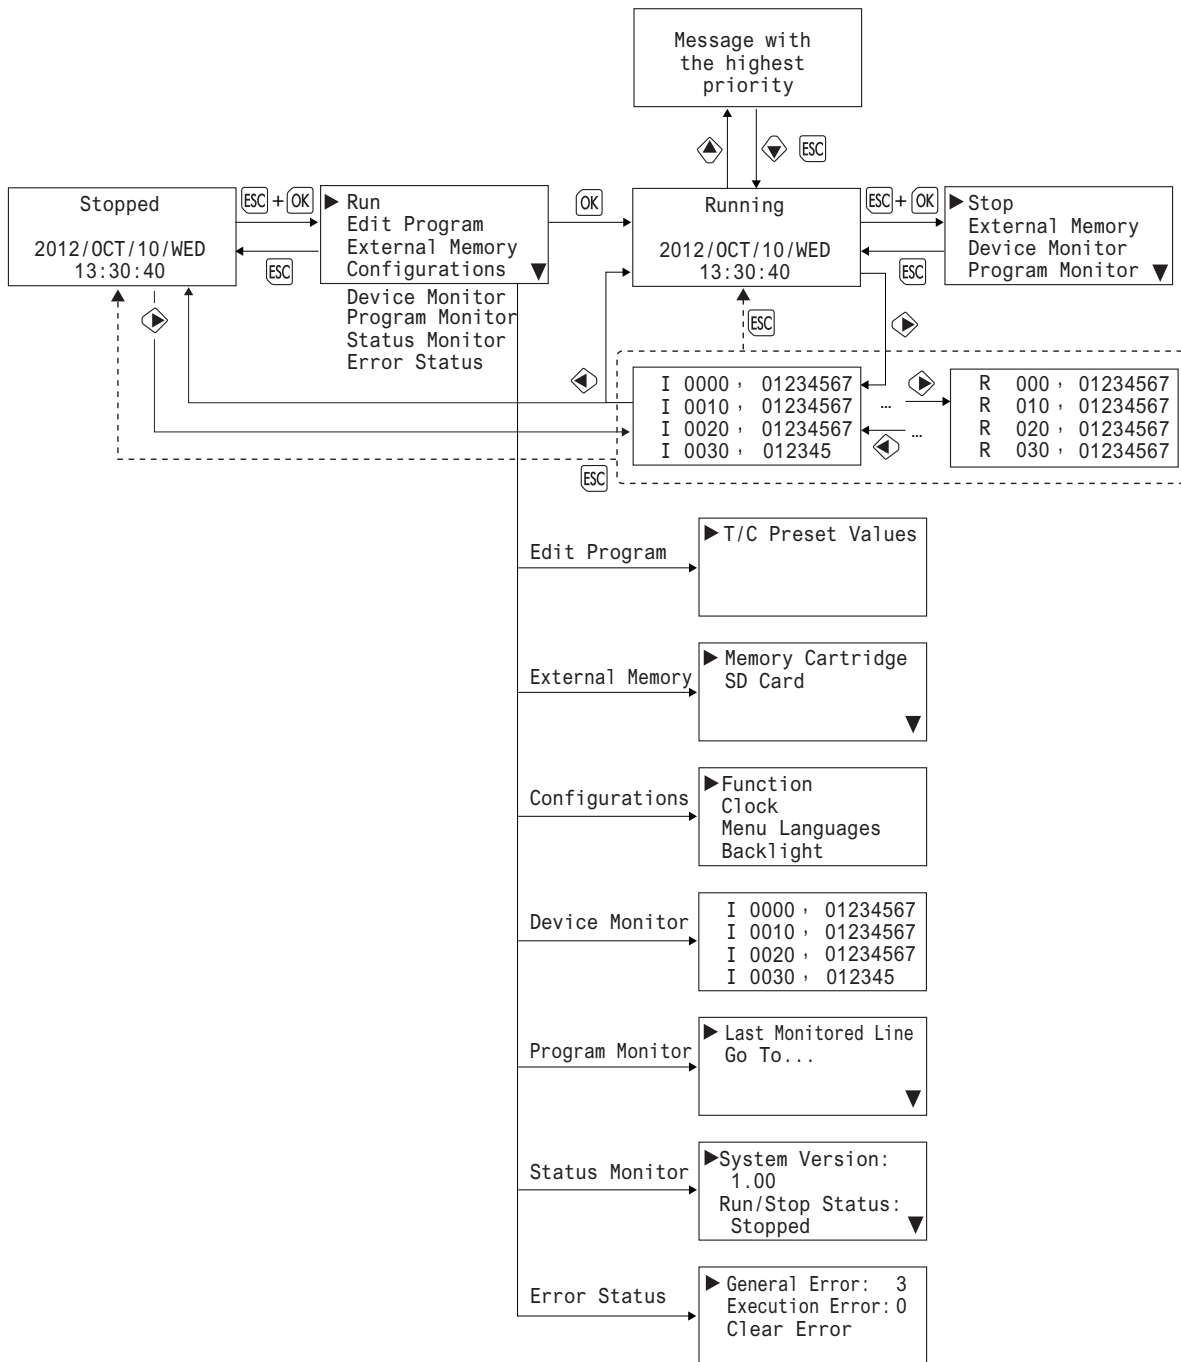 Message with
the highest
priority
ESC
Stopped
2012/OCT/10/WED
13:30:40
ESC + OK
ESC
Run
Edit Program
External Memory
Configurations
Device Monitor
Program Monitor
Status Monitor
Error Status
OK
Running
2012/OCT/10/WED
13:30:40
ESC + OK
ESC
Stop
External Memory
Device Monitor
Program Monitor
ESC
I 0000, 01234567
I 0010, 01234567
I 0020, 01234567
I 0030, 012345
...
...
R 000, 01234567
R 010, 01234567
R 020, 01234567
R 030, 01234567
ESC
Edit Program
T/C Preset Values
External Memory
Memory Cartridge
SD Card
Configurations
Function
Clock
Menu Languages
Backlight
Device Monitor
I 0000, 01234567
I 0010, 01234567
I 0020, 01234567
I 0030, 012345
Program Monitor
Last Monitored Line
Go To...
Status Monitor
System Version:
1.00
Run/Stop Status:
Stopped
Error Status
General Error: 3
Execution Error: 0
Clear Error